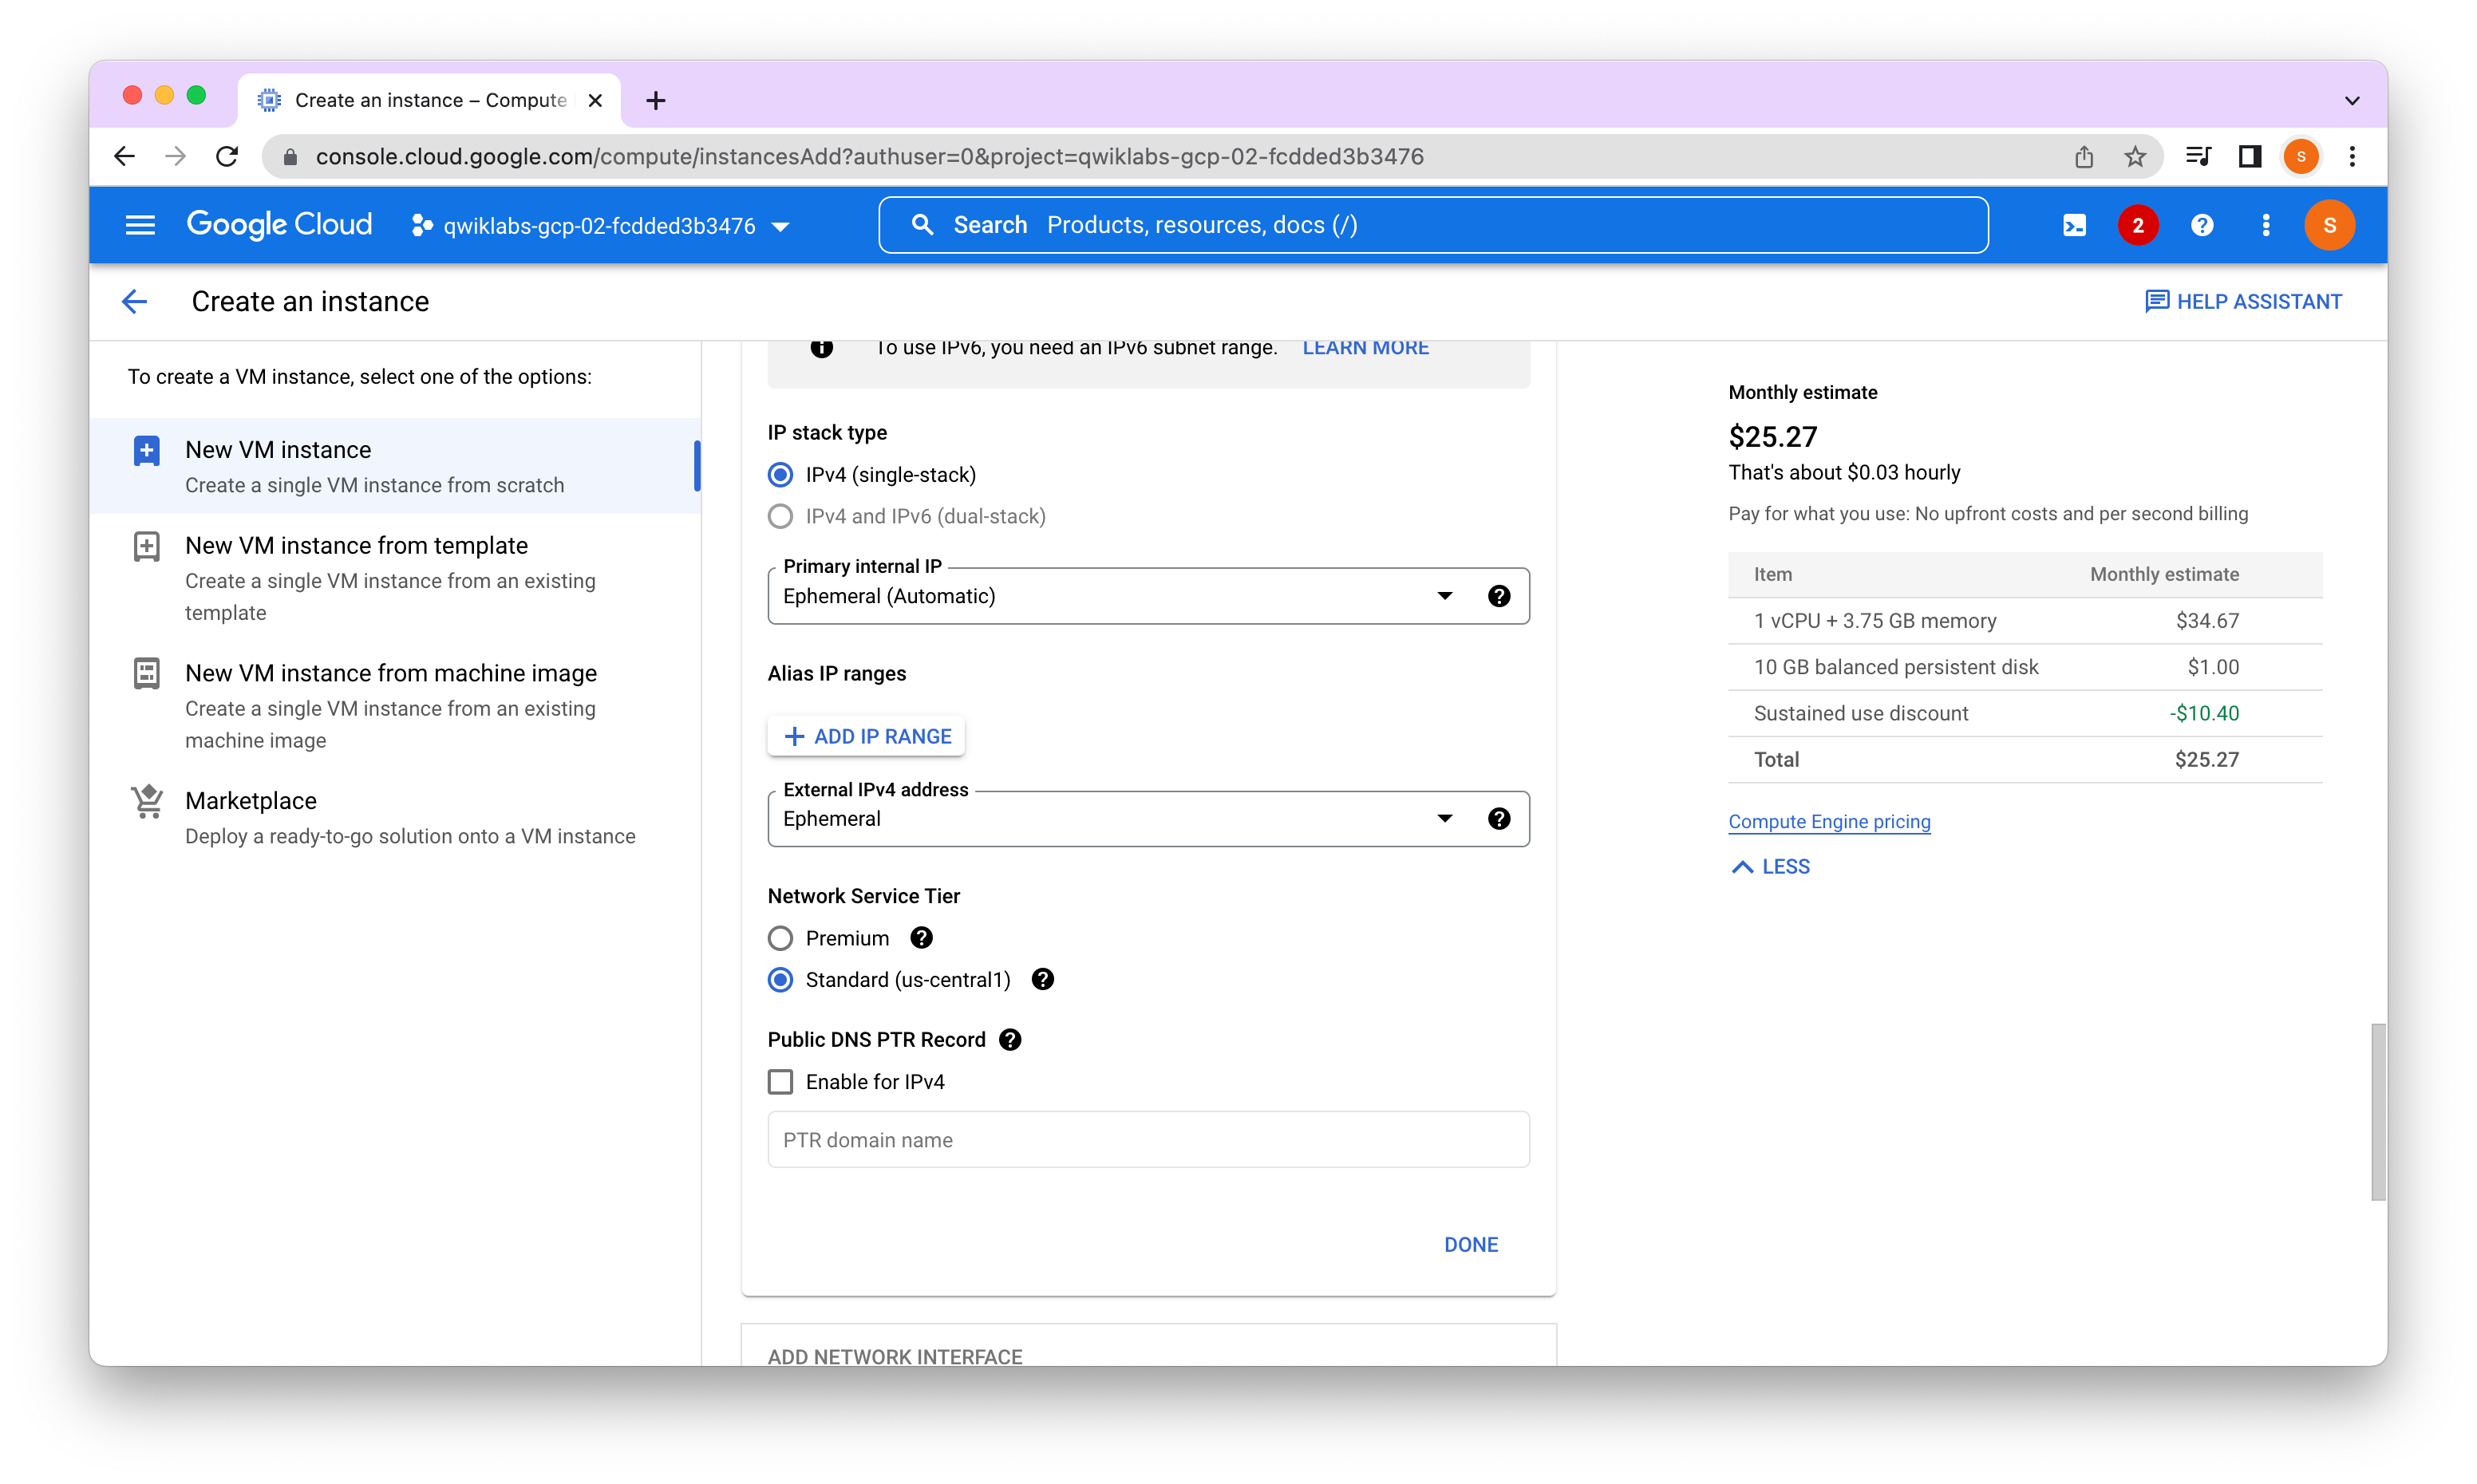 Create an instance – Compute
console.cloud.google.com/compute/instancesAdd?authuser=0&project=qwiklabs-gcp-02-fcdded3b3476
S
Google Cloud
qwiklabs-gcp-02-fcdded3b3476
Search Products, resources, docs (/)
2
S
Create an instance
HELP ASSISTANT
To create a VM instance, select one of the options:
New VM instance
Create a single VM instance from scratch
New VM instance from template
Create a single VM instance from an existing
template
New VM instance from machine image
Create a single VM instance from an existing
machine image
Marketplace
Deploy a ready-to-go solution onto a VM instance
To use IPv6, you need an IPv6 subnet range. LEARN MORE
IP stack type
IPv4 (single-stack)
IPv4 and IPv6 (dual-stack)
Primary internal IP
Ephemeral (Automatic)
Alias IP ranges
ADD IP RANGE
External IPv4 address
Ephemeral
Network Service Tier
Premium
Standard (us-central1)
Public DNS PTR Record
Enable for IPv4
PTR domain name
DONE
ADD NETWORK INTERFACE
Monthly estimate
$25.27
That's about $0.03 hourly
Pay for what you use: No upfront costs and per second billing
Item Monthly estimate
1 vCPU + 3.75 GB memory $34.67
10 GB balanced persistent disk $1.00
Sustained use discount -$10.40
Total $25.27
Compute Engine pricing
LESS